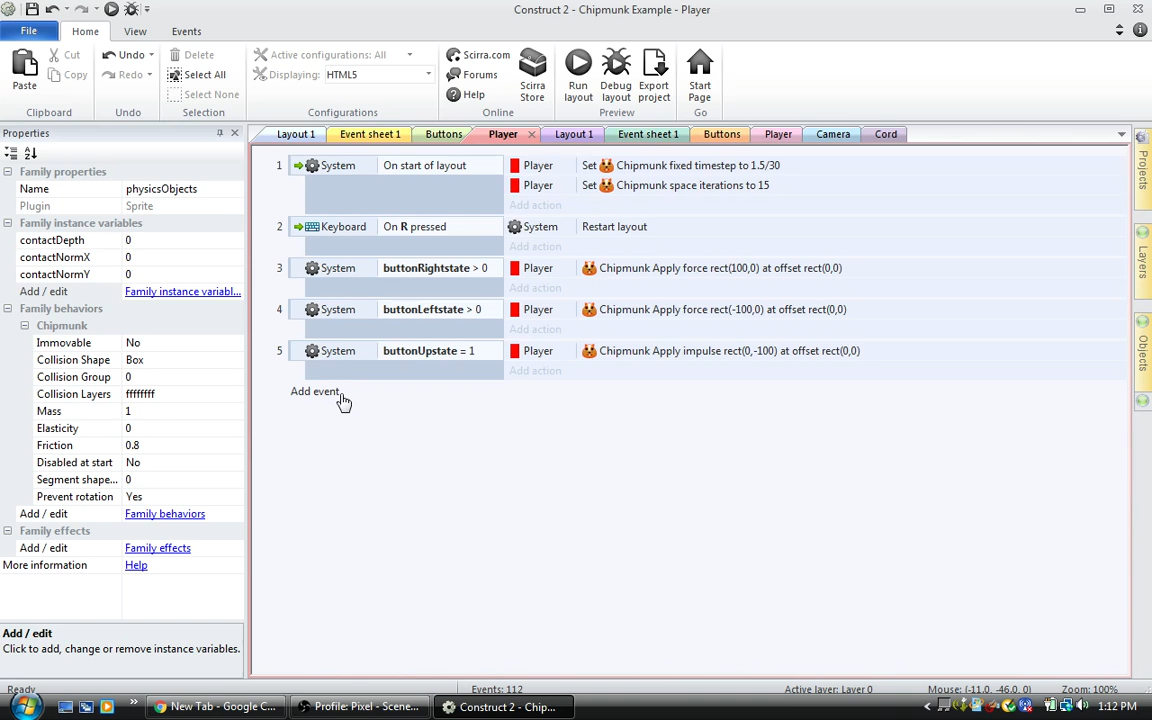 Construct 2 - Chipmunk Example - Player
File Home View Events
Paste Cut Copy Clipboard
Undo Redo Undo
Delete Select All Select None Selection
Active configurations: All
Displaying: HTML5
Configurations
Scirra.com Forums Help Scirra Store Online
Run layout Debug layout Export project Preview
Start Page Go
Properties
Layout 1 Event sheet 1 Buttons Player Layout 1 Event sheet 1 Buttons Player Camera Cord
Family properties
Name physicsObjects
Plugin Sprite
Family instance variables
contactDepth 0
contactNormX 0
contactNormY 0
Add / edit Family instance variabl...
Family behaviors
Chipmunk
Immovable No
Collision Shape Box
Collision Group 0
Collision Layers ffffffff
Mass 1
Elasticity 0
Friction 0.8
Disabled at start No
Segment shape... 0
Prevent rotation Yes
Add / edit Family behaviors
Family effects
Add / edit Family effects
More information Help
Add / edit
Click to add, change or remove instance variables.
1 System On start of layout Player Set Chipmunk fixed timestep to 1.5/30
Player Set Chipmunk space iterations to 15
Add action
2 Keyboard On R pressed System Restart layout
Add action
3 System buttonRightstate > 0 Player Chipmunk Apply force rect(100,0) at offset rect(0,0)
Add action
4 System buttonLeftstate > 0 Player Chipmunk Apply force rect(-100,0) at offset rect(0,0)
Add action
5 System buttonUpstate = 1 Player Chipmunk Apply impulse rect(0,-100) at offset rect(0,0)
Add action
Add event
Projects
Layers
Objects
Ready Events: 112 Active layer: Layer 0 Mouse: (-11.0, -46.0, 0) Zoom: 100%
New Tab - Google C... Profile: Pixel - Scene... Construct 2 - Chip... 1:12 PM